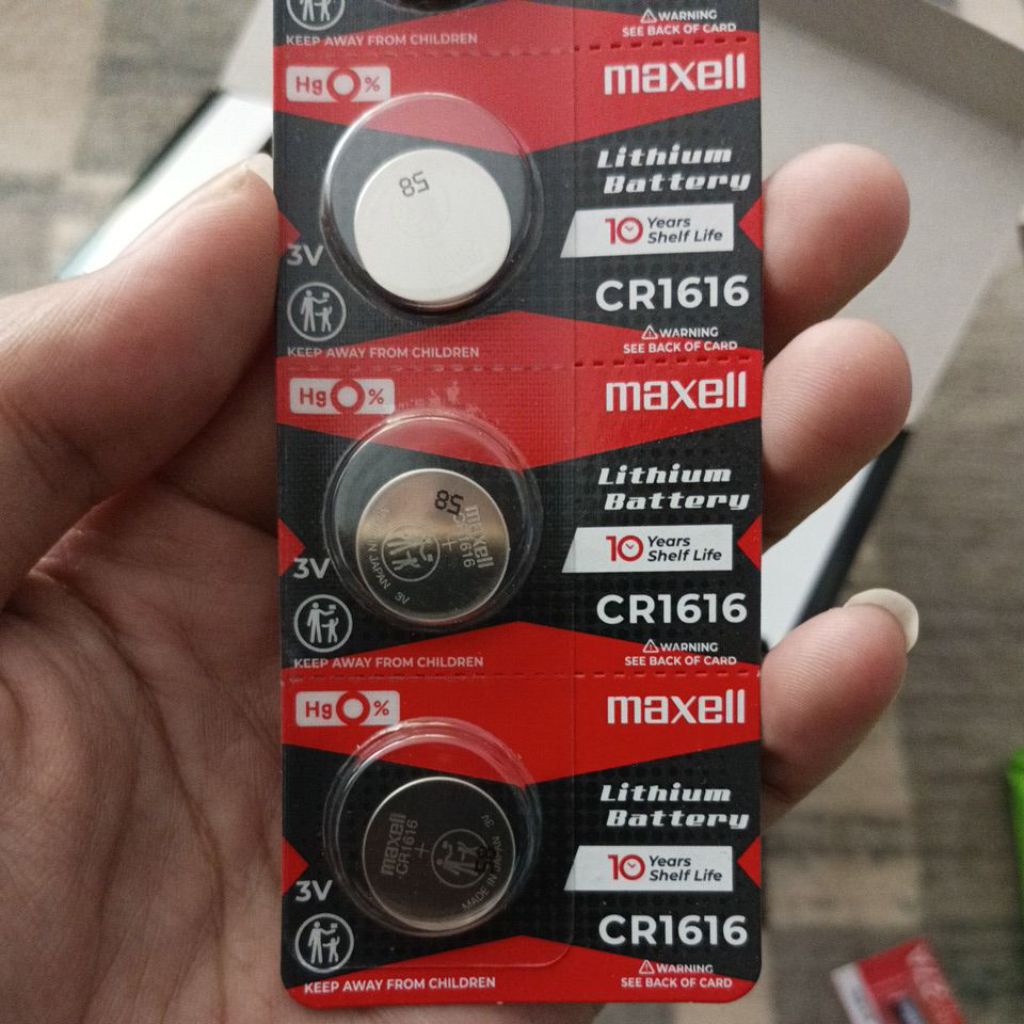 WARNING
SEE BACK OF CARD
KEEP AWAY FROM CHILDREN
Hg 0 %
maxell
58
Lithium
Battery
10 Years
Shelf Life
3V
CR1616
WARNING
SEE BACK OF CARD
KEEP AWAY FROM CHILDREN
Hg 0 %
maxell
Lithium
Battery
58
maxell
CR1616
+
IN JAPAN
10 Years
Shelf Life
3V
CR1616
WARNING
SEE BACK OF CARD
KEEP AWAY FROM CHILDREN
Hg 0 %
maxell
Lithium
Battery
maxell
CR1616
+
3V
58
MADE IN JAPAN
10 Years
Shelf Life
3V
CR1616
WARNING
SEE BACK OF CARD
KEEP AWAY FROM CHILDREN